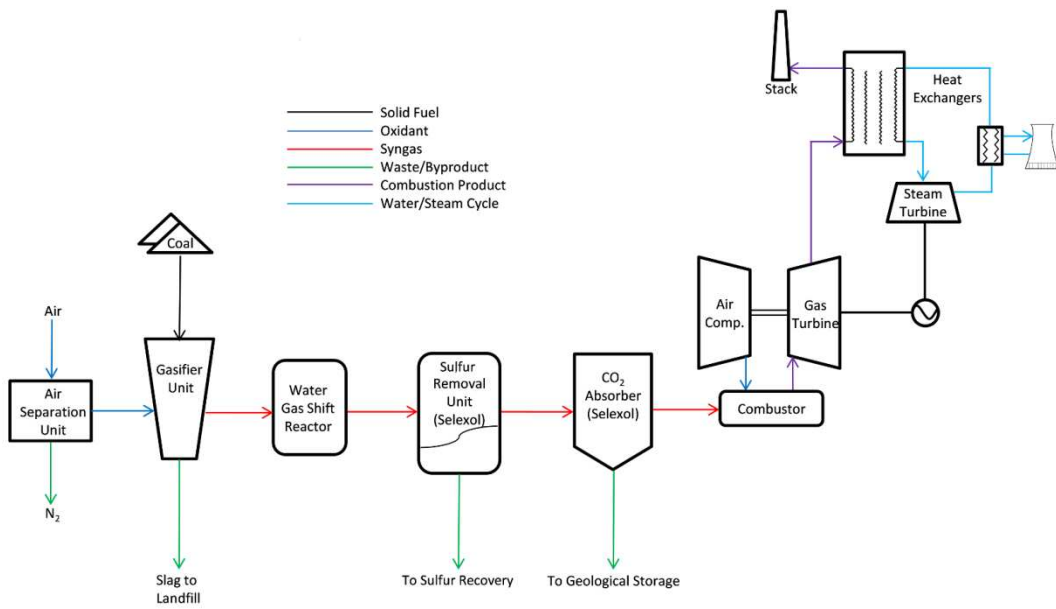 Stack
Heat
Exchangers
Solid Fuel
Oxidant
Syngas
Waste/Byproduct
Combustion Product
Water/Steam Cycle
Steam
Turbine
Coal
Air
Air
Comp.
Gas
Turbine
Gasifier
Unit
Air
Separation
Unit
Water
Gas Shift
Reactor
Sulfur
Removal
Unit
(Selexol)
CO2
Absorber
(Selexol)
Combustor
N2
Slag to
Landfill
To Sulfur Recovery
To Geological Storage